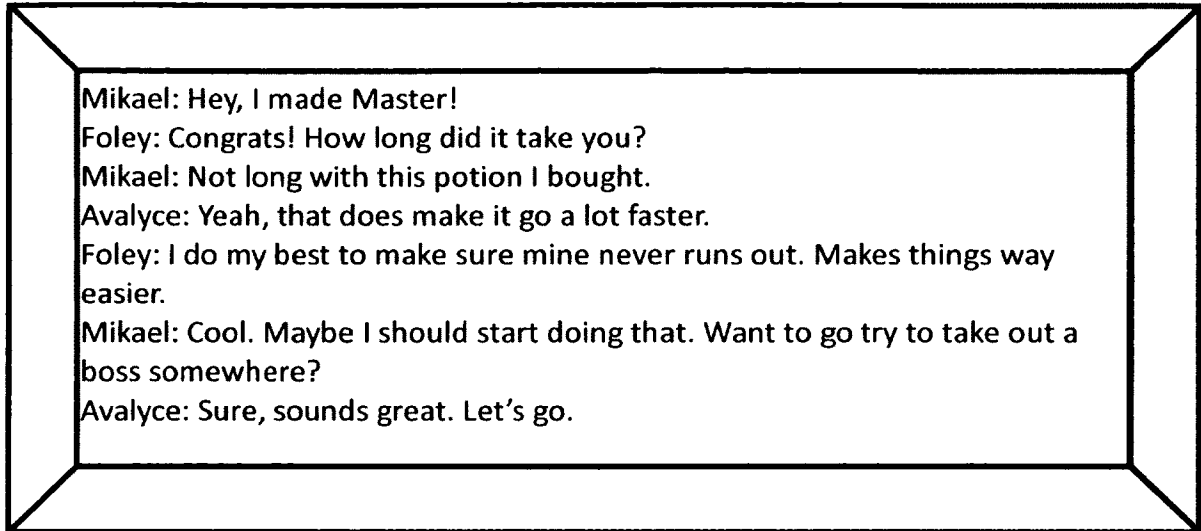 Mikael: Hey, I made Master!
Foley: Congrats! How long did it take you?
Mikael: Not long with this potion I bought.
Avalyce: Yeah, that does make it go a lot faster.
Foley: I do my best to make sure mine never runs out. Makes things way
easier.
Mikael: Cool. Maybe I should start doing that. Want to go try to take out a
boss somewhere?
Avalyce: Sure, sounds great. Let's go.